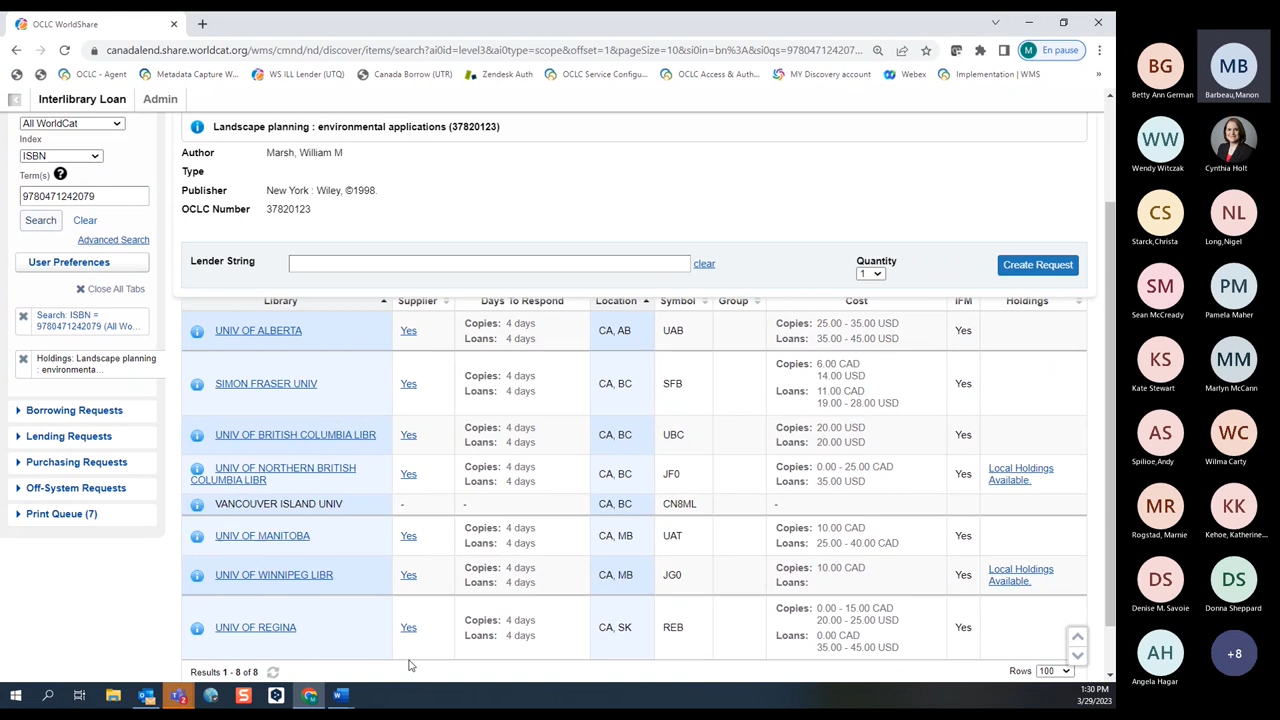 OCLC WorldShare
canadalend.share.worldcat.org/wms/cmnd/nd/discover/items/search?ai0id=level3&ai0type=scope&offset=1&pageSize=10&si0in=bn%3A&si0qs=978047124207...
M En pause
OCLC - Agent
Metadata Capture W...
WS ILL Lender (UTQ)
Canada Borrow (UTR)
Zendesk Auth
OCLC Service Configu...
OCLC Access & Auth...
MY Discovery account
Webex
Implementation | WMS
»
Interlibrary Loan Admin
All WorldCat
Index
ISBN
Term(s)
9780471242079
Search Clear
Advanced Search
User Preferences
Close All Tabs
Search: ISBN =
9780471242079 (All Wo...
Holdings: Landscape planning
: environmenta...
Borrowing Requests
Lending Requests
Purchasing Requests
Off-System Requests
Print Queue (7)
Landscape planning : environmental applications (37820123)
Author Marsh, William M
Type
Publisher New York : Wiley, ©1998.
OCLC Number 37820123
Lender String clear Quantity
1 Create Request
Library Supplier Days To Respond Location Symbol Group Cost IFM Holdings
UNIV OF ALBERTA Yes Copies: 4 days Loans: 4 days CA, AB UAB Copies: 25.00 - 35.00 USD Loans: 35.00 - 45.00 USD Yes
SIMON FRASER UNIV Yes Copies: 4 days Loans: 4 days CA, BC SFB Copies: 6.00 CAD 14.00 USD Loans: 11.00 CAD 19.00 - 28.00 USD Yes
UNIV OF BRITISH COLUMBIA LIBR Yes Copies: 4 days Loans: 4 days CA, BC UBC Copies: 20.00 USD Loans: 20.00 USD Yes
UNIV OF NORTHERN BRITISH COLUMBIA LIBR Yes Copies: 4 days Loans: 4 days CA, BC JF0 Copies: 0.00 - 25.00 CAD Loans: 35.00 USD Yes Local Holdings Available.
VANCOUVER ISLAND UNIV - - CA, BC CN8ML -
UNIV OF MANITOBA Yes Copies: 4 days Loans: 4 days CA, MB UAT Copies: 10.00 CAD Loans: 25.00 - 40.00 CAD Yes
UNIV OF WINNIPEG LIBR Yes Copies: 4 days Loans: 4 days CA, MB JG0 Copies: 10.00 CAD Loans: Yes Local Holdings Available.
UNIV OF REGINA Yes Copies: 4 days Loans: 4 days CA, SK REB Copies: 0.00 - 15.00 CAD 20.00 - 25.00 USD Loans: 0.00 CAD 35.00 - 45.00 USD Yes
Results 1 - 8 of 8 Rows 100
1:30 PM
3/29/2023
BG MB
Betty Ann German Barbeau,Manon
WW
Wendy Witczak Cynthia Holt
CS NL
Starck,Christa Long,Nigel
SM PM
Sean McCready Pamela Maher
KS MM
Kate Stewart Marlyn McCann
AS WC
Spilioe,Andy Wilma Carty
MR KK
Rogstad, Marnie Kehoe, Katherine...
DS DS
Denise M. Savoie Donna Sheppard
AH +8
Angela Hagar